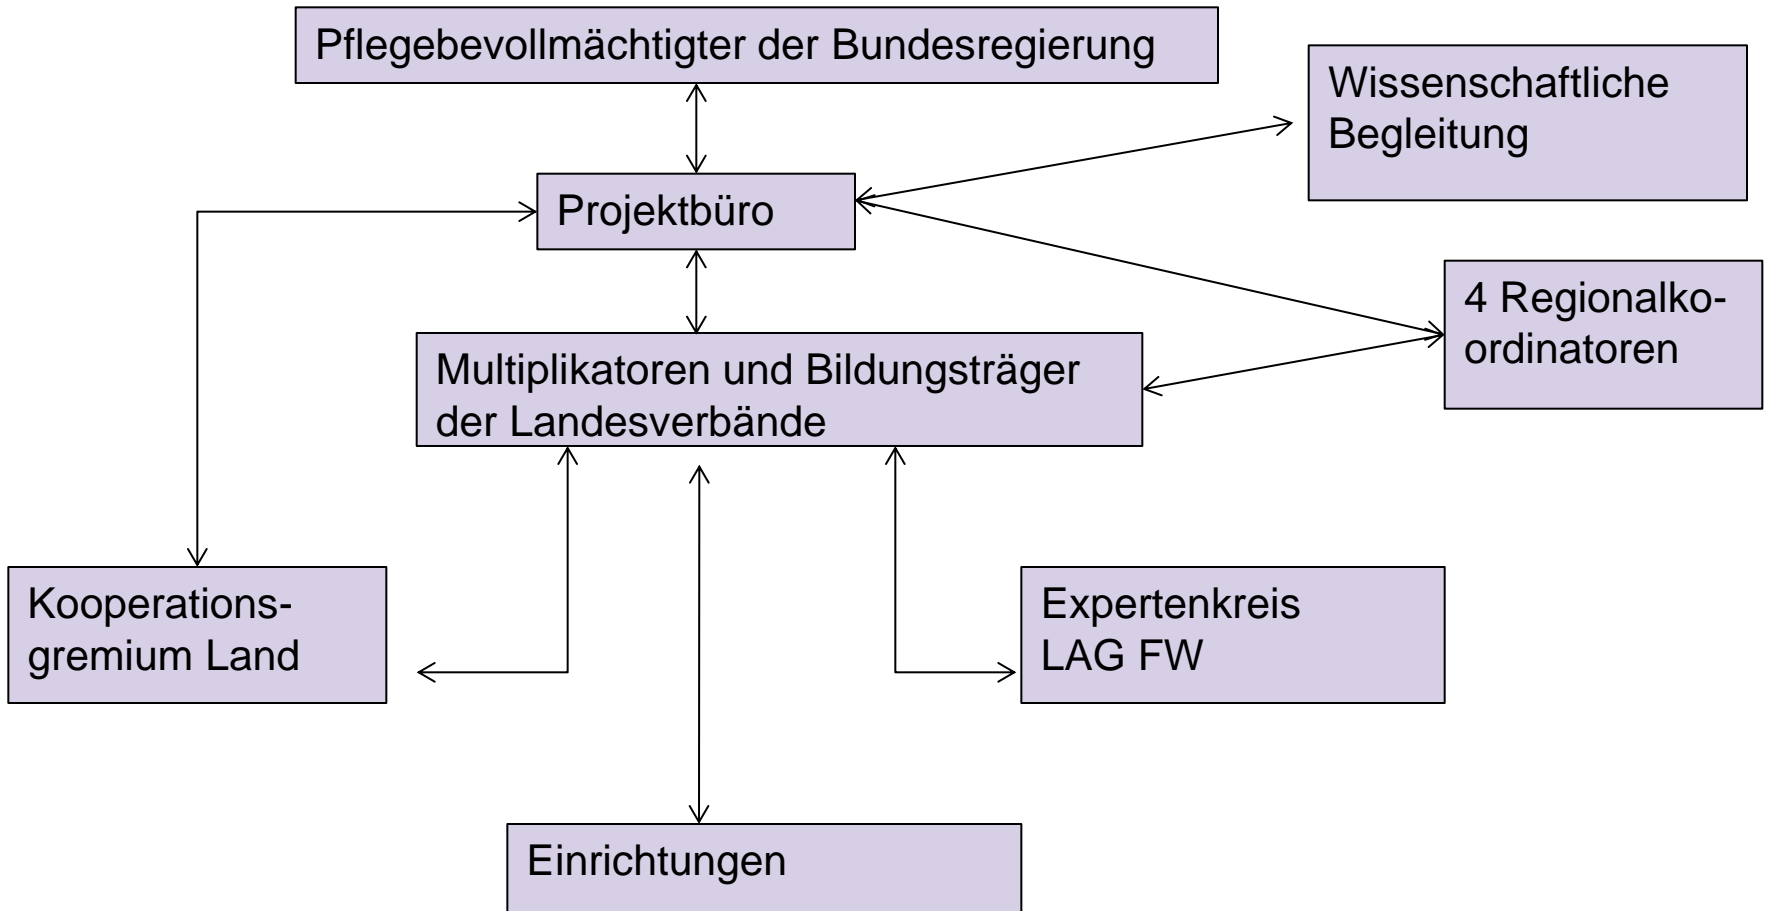 Pflegebevollmächtigter der Bundesregierung
Wissenschaftliche
Begleitung
Projektbüro
4 Regionalko-
ordinatoren
Multiplikatoren und Bildungsträger
der Landesverbände
Kooperations-
gremium Land
Expertenkreis
LAG FW
Einrichtungen